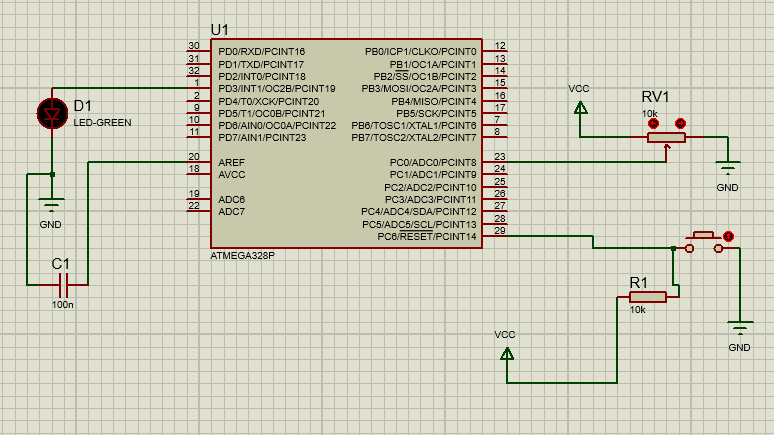 U1
30 PD0/RXD/PCINT16 PB0/ICP1/CLKO/PCINT0 12
31 PD1/TXD/PCINT17 PB1/OC1A/PCINT1 13
32 PD2/INT0/PCINT18 PB2/SS/OC1B/PCINT2 14
1 PD3/INT1/OC2B/PCINT19 PB3/MOSI/OC2A/PCINT3 15
2 PD4/T0/XCK/PCINT20 PB4/MISO/PCINT4 16
9 PD5/T1/OC0B/PCINT21 PB5/SCK/PCINT5 17
10 PD6/AIN0/OC0A/PCINT22 PB6/TOSC1/XTAL1/PCINT6 7
11 PD7/AIN1/PCINT23 PB7/TOSC2/XTAL2/PCINT7 8
20 AREF PC0/ADC0/PCINT8 23
18 AVCC PC1/ADC1/PCINT9 24
PC2/ADC2/PCINT10 25
19 ADC6 PC3/ADC3/PCINT11 26
22 ADC7 PC4/ADC4/SDA/PCINT12 27
PC5/ADC5/SCL/PCINT13 28
PC6/RESET/PCINT14 29
ATMEGA328P
D1
LED-GREEN
GND
C1
100n
VCC
RV1
10k
GND
R1
10k
VCC
GND